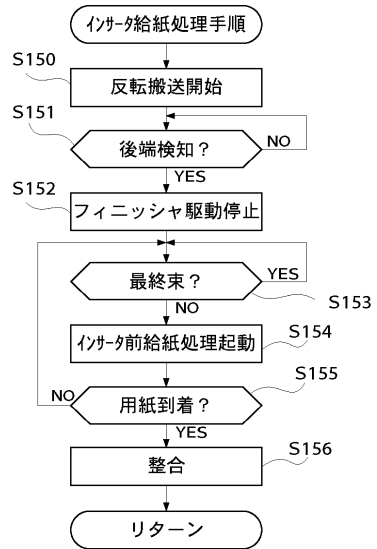 ｲﾝｻｰﾀ給紙処理手順
S150
反転搬送開始
S151
後端検知？
NO
YES
S152
フィニッシャ駆動停止
最終束？
YES
S153
NO
S154
ｲﾝｻｰﾀ前給紙処理起動
S155
NO
用紙到着？
YES
S156
整合
リターン